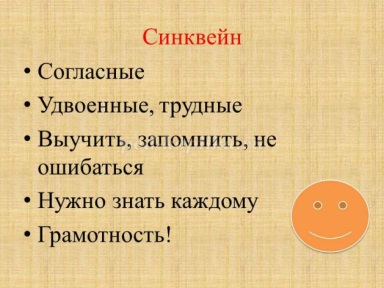 Синквейн
• Согласные
• Удвоенные, трудные
• Выучить, запомнить, не
ошибаться
• Нужно знать каждому
• Грамотность!